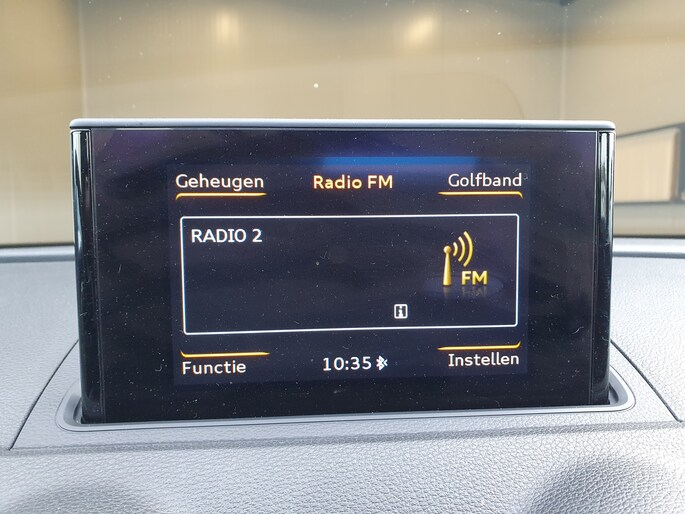 Geheugen
Radio FM
Golfband
RADIO 2
FM
i
Functie
10:35
Instellen